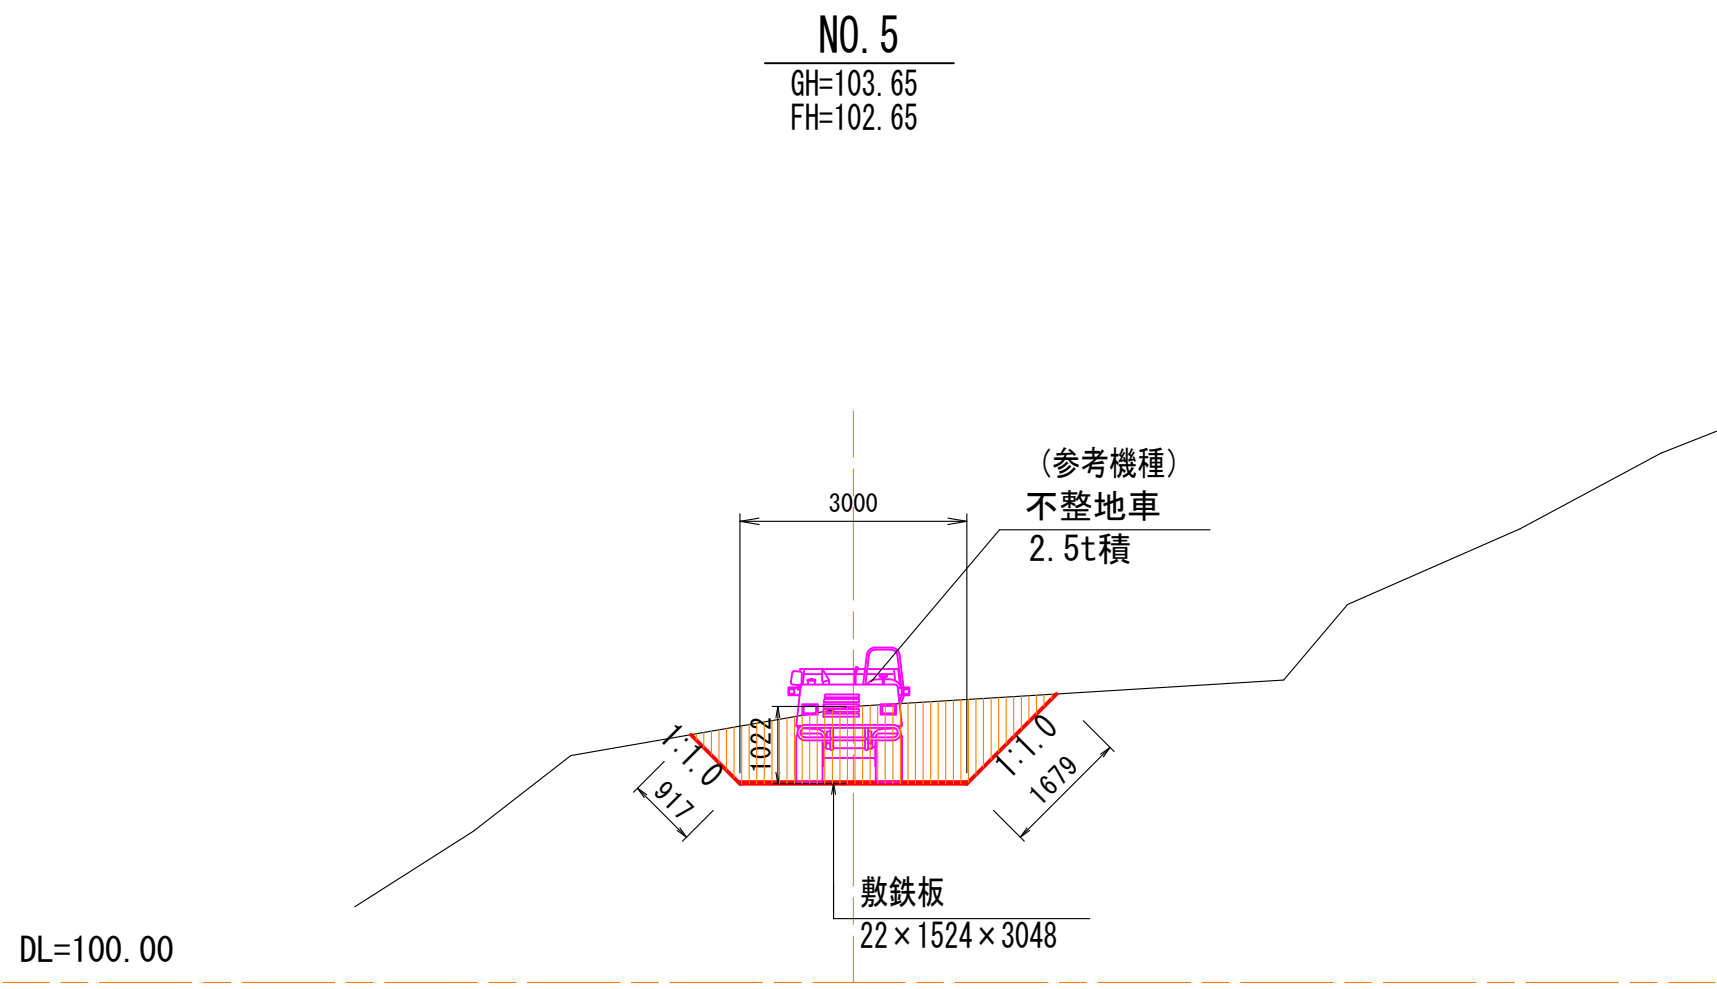 NO. 5
GH=103. 65
FH=102. 65
(参考機種)
3000
不整地車
2. 5t積
1:1. 0
1022
1:1. 0
917
1679
敷鉄板
22×1524×3048
DL=100. 00